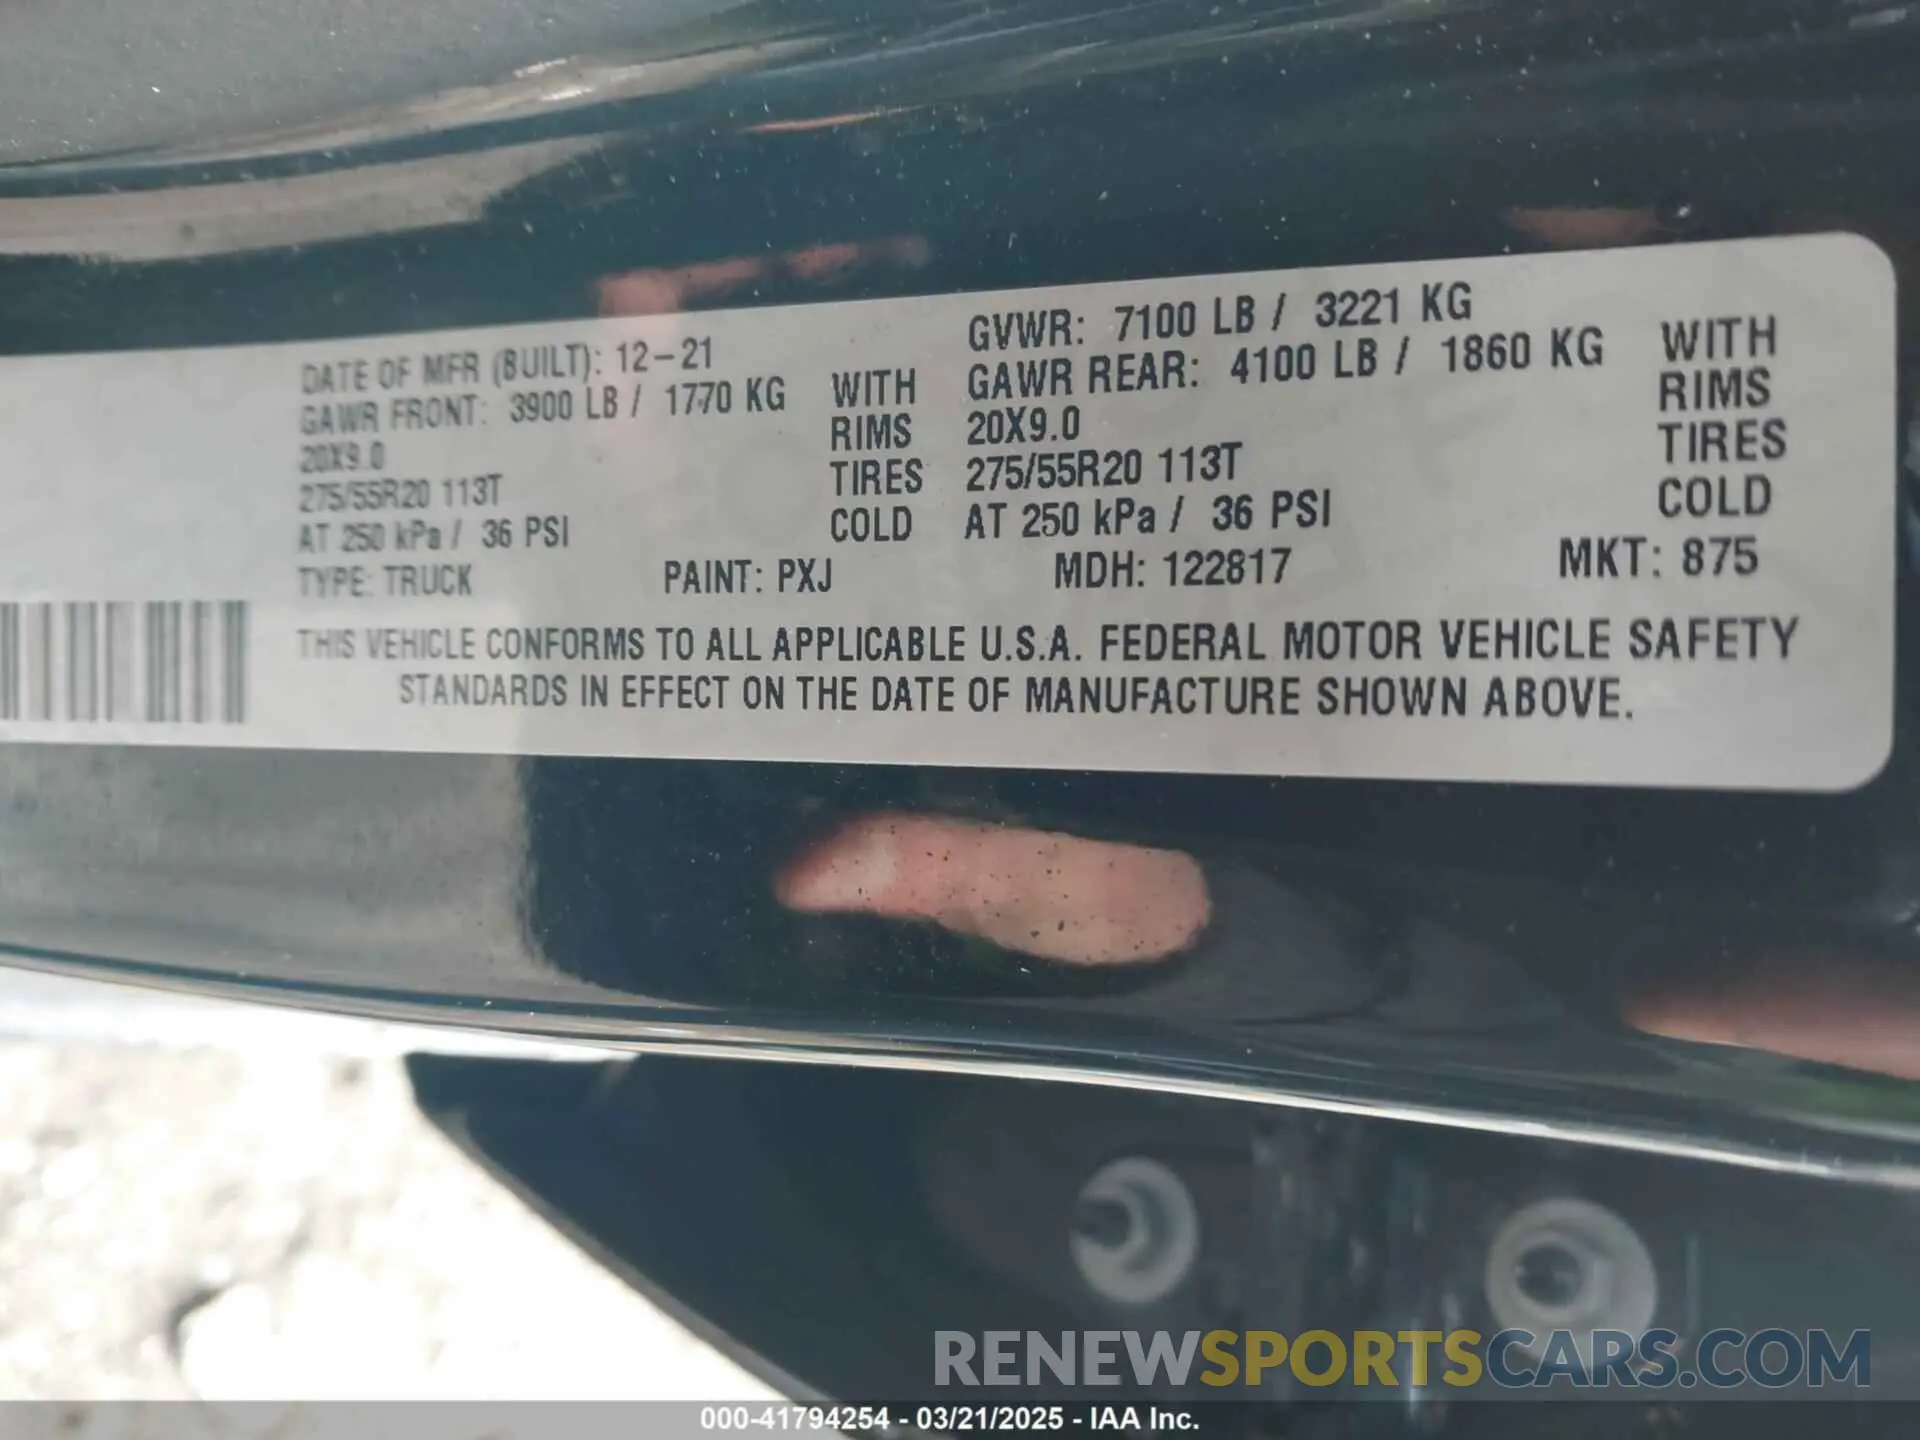 DATE OF MFR (BUILT): 12-21 GVWR: 7100 LB / 3221 KG
GAWR FRONT: 3900 LB / 1770 KG WITH GAWR REAR: 4100 LB / 1860 KG WITH
20X9.0 RIMS 20X9.0 RIMS
275/55R20 113T TIRES 275/55R20 113T TIRES
AT 250 kPa / 36 PSI COLD AT 250 kPa / 36 PSI COLD
TYPE: TRUCK PAINT: PXJ MDH: 122817 MKT: 875
THIS VEHICLE CONFORMS TO ALL APPLICABLE U.S.A. FEDERAL MOTOR VEHICLE SAFETY
STANDARDS IN EFFECT ON THE DATE OF MANUFACTURE SHOWN ABOVE.
RENEWSPORTSCARS.COM
000-41794254 - 03/21/2025 - IAA Inc.